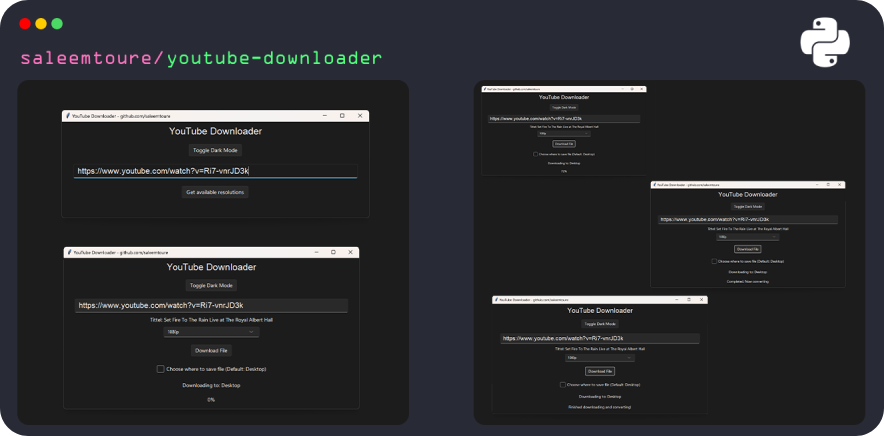 saleemtoure/youtube-downloader
YouTube Downloader - github.com/saleemtoure
YouTube Downloader
Toggle Dark Mode
https://www.youtube.com/watch?v=Ri7-vnrJD3k
Get available resolutions
YouTube Downloader - github.com/saleemtoure
YouTube Downloader
Toggle Dark Mode
https://www.youtube.com/watch?v=Ri7-vnrJD3k
Tittel: Set Fire To The Rain Live at The Royal Albert Hall
1080p
Download File
Choose where to save file (Default: Desktop)
Downloading to: Desktop
0%
YouTube Downloader - github.com/saleemtoure
YouTube Downloader
Toggle Dark Mode
https://www.youtube.com/watch?v=Ri7-vnrJD3k
Tittel: Set Fire To The Rain Live at The Royal Albert Hall
1080p
Download File
Choose where to save file (Default: Desktop)
Downloading to: Desktop
YouTube Downloader - github.com/saleemtoure
YouTube Downloader
Toggle Dark Mode
https://www.youtube.com/watch?v=Ri7-vnrJD3k
Tittel: Set Fire To The Rain Live at The Royal Albert Hall
1080p
Download File
Choose where to save file (Default: Desktop)
Downloading to: Desktop
Completed. Now converting
YouTube Downloader - github.com/saleemtoure
YouTube Downloader
Toggle Dark Mode
https://www.youtube.com/watch?v=Ri7-vnrJD3k
Tittel: Set Fire To The Rain Live at The Royal Albert Hall
1080p
Download File
Choose where to save file (Default: Desktop)
Downloading to: Desktop
Finished downloading and converting!